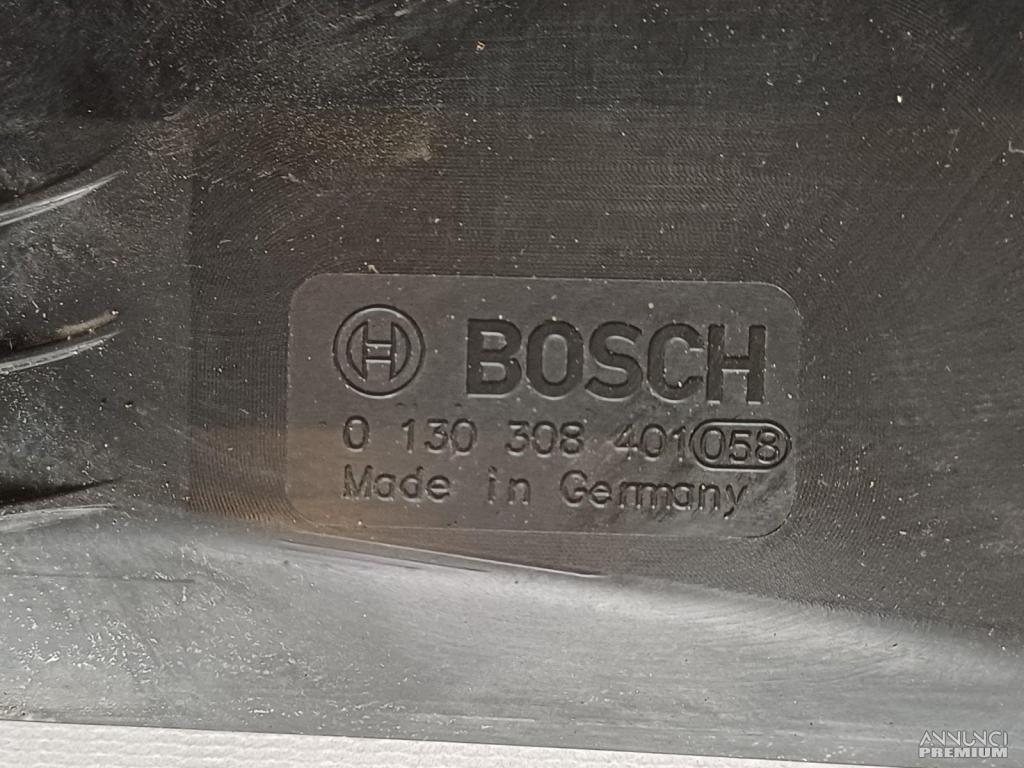 BOSCH
0 130 308 401 058
Made in Germany
ANNUNCI
PREMIUM